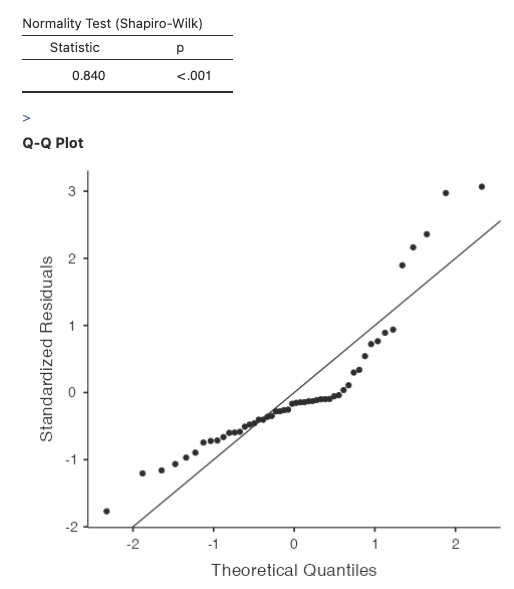 Normality Test (Shapiro-Wilk)
Statistic p
0.840 <.001
>
Q-Q Plot
3
2
1
0
-1
-2
Standardized Residuals
-2 -1 0 1 2
Theoretical Quantiles